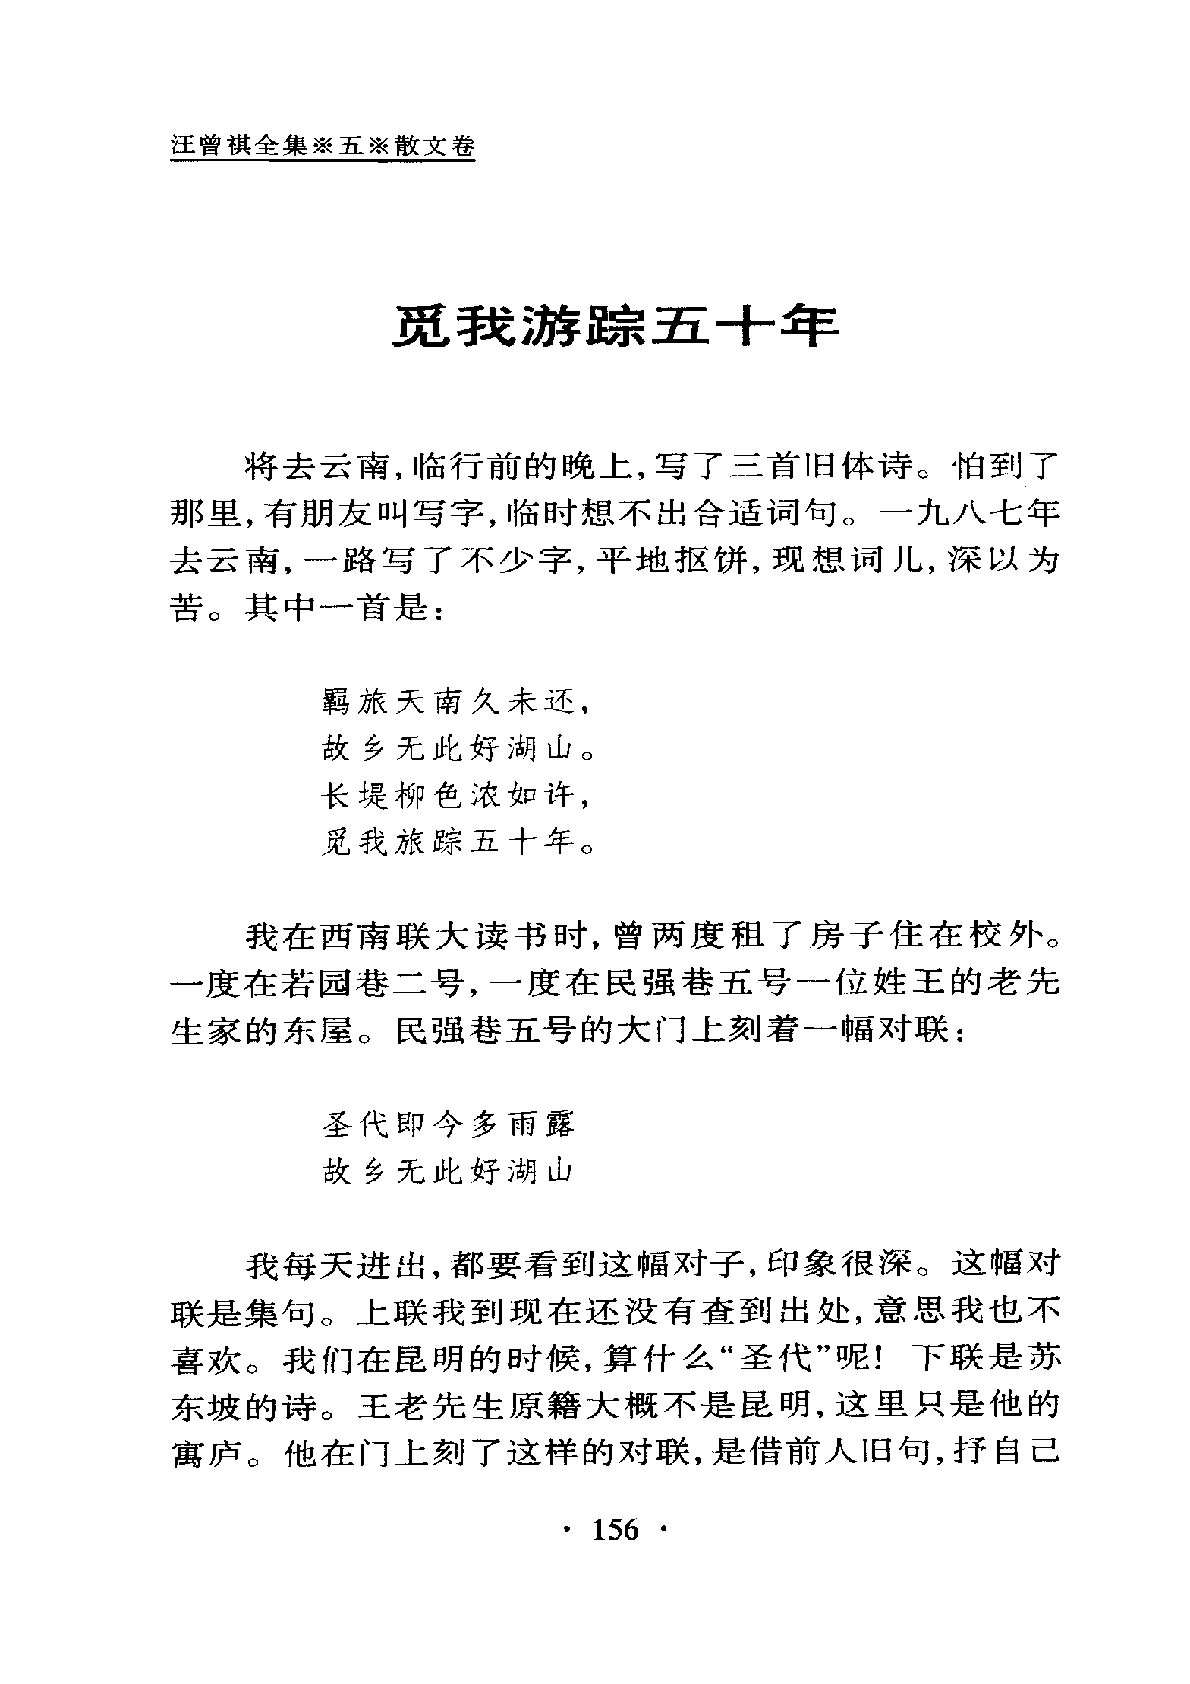 汪曾祺全集※五※散文卷
觅我游踪五十年
将去云南,临行前的晚上,写了三首旧体诗。怕到了
那里,有朋友叫写字,临时想不出合适词句。一九八七年
去云南,一路写了不少字,平地抠饼,现想词儿,深以为
苦。其中一首是:
羁旅天南久未还,
故乡无此好湖山。
长堤柳色浓如许,
觅我旅踪五十年。
我在西南联大读书时,曾两度租了房子住在校外。
一度在若园巷二号,一度在民强巷五号一位姓王的老先
生家的东屋。民强巷五号的大门上刻着一幅对联:
圣代即今多雨露
故乡无此好湖山
我每天进出,都要看到这幅对子,印象很深。这幅对
联是集句。上联我到现在还没有查到出处,意思我也不
喜欢。我们在昆明的时候,算什么“圣代”呢!下联是苏
东坡的诗。王老先生原籍大概不是昆明,这里只是他的
寓庐。他在门上刻了这样的对联,是借前人旧句,抒自己
· 156 ·